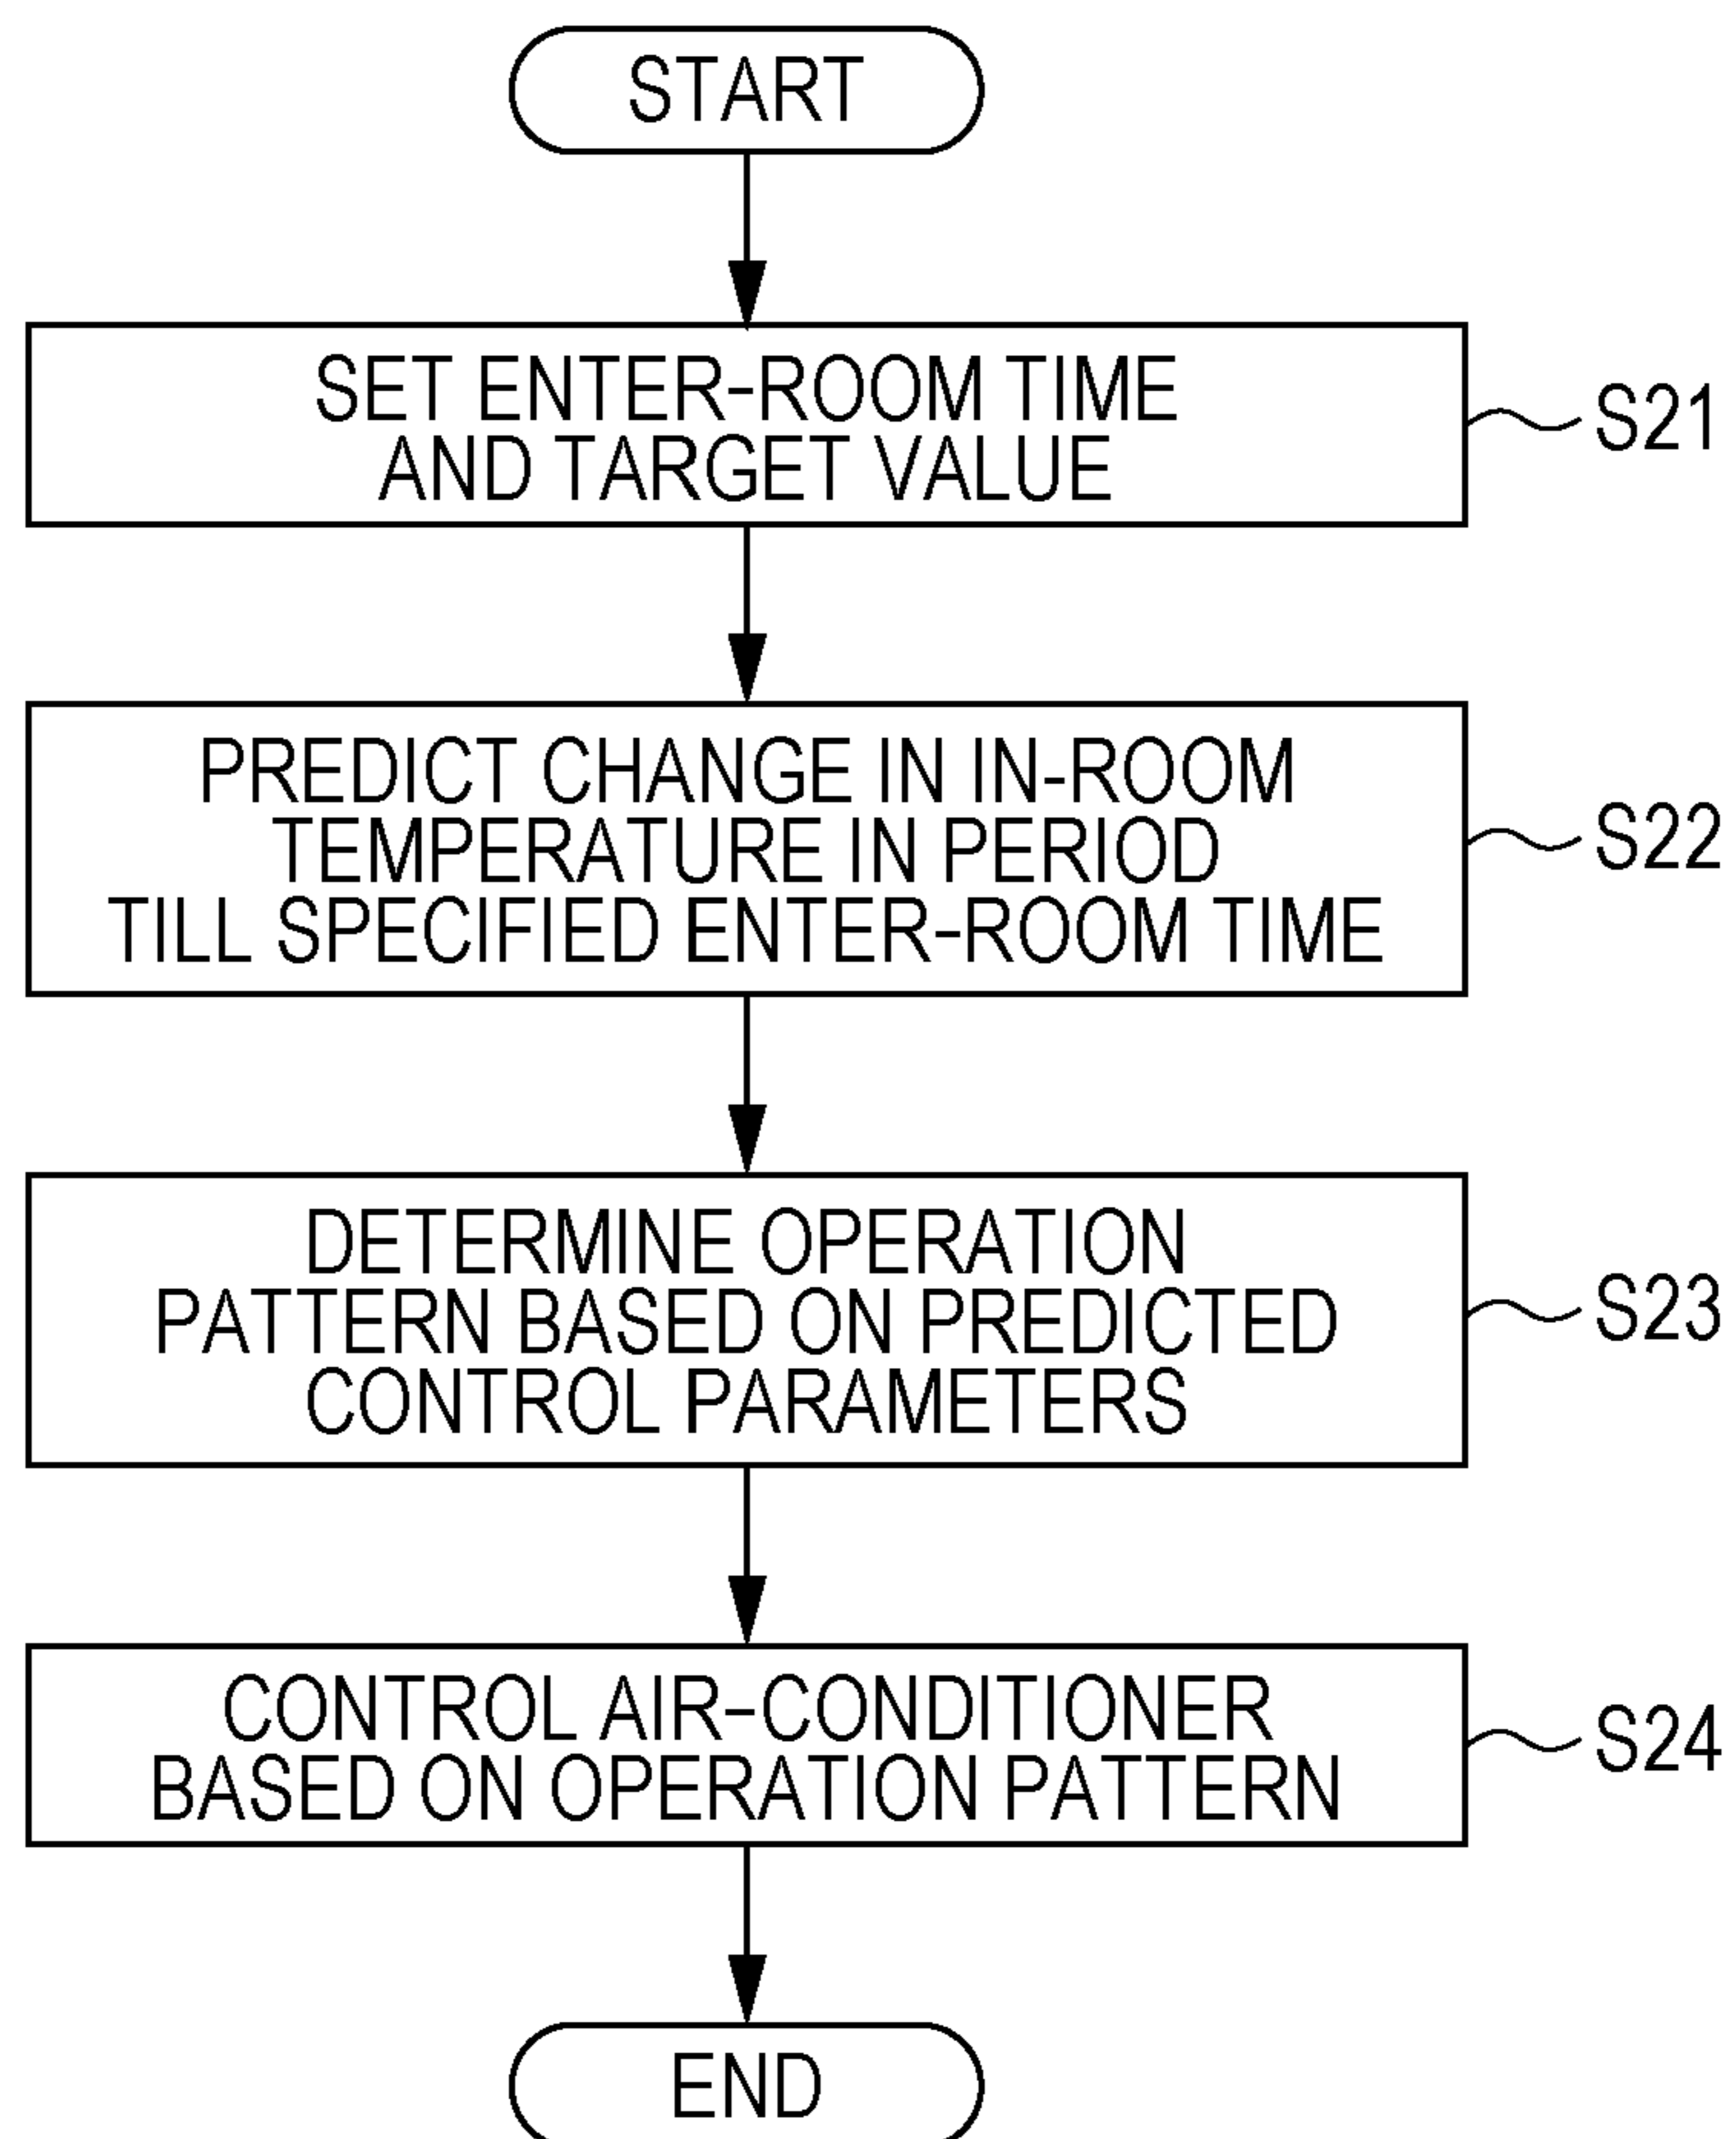 START
SET ENTER-ROOM TIME
AND TARGET VALUE
S21
PREDICT CHANGE IN IN-ROOM
TEMPERATURE IN PERIOD
TILL SPECIFIED ENTER-ROOM TIME
S22
DETERMINE OPERATION
PATTERN BASED ON PREDICTED
CONTROL PARAMETERS
S23
CONTROL AIR-CONDITIONER
BASED ON OPERATION PATTERN
S24
END